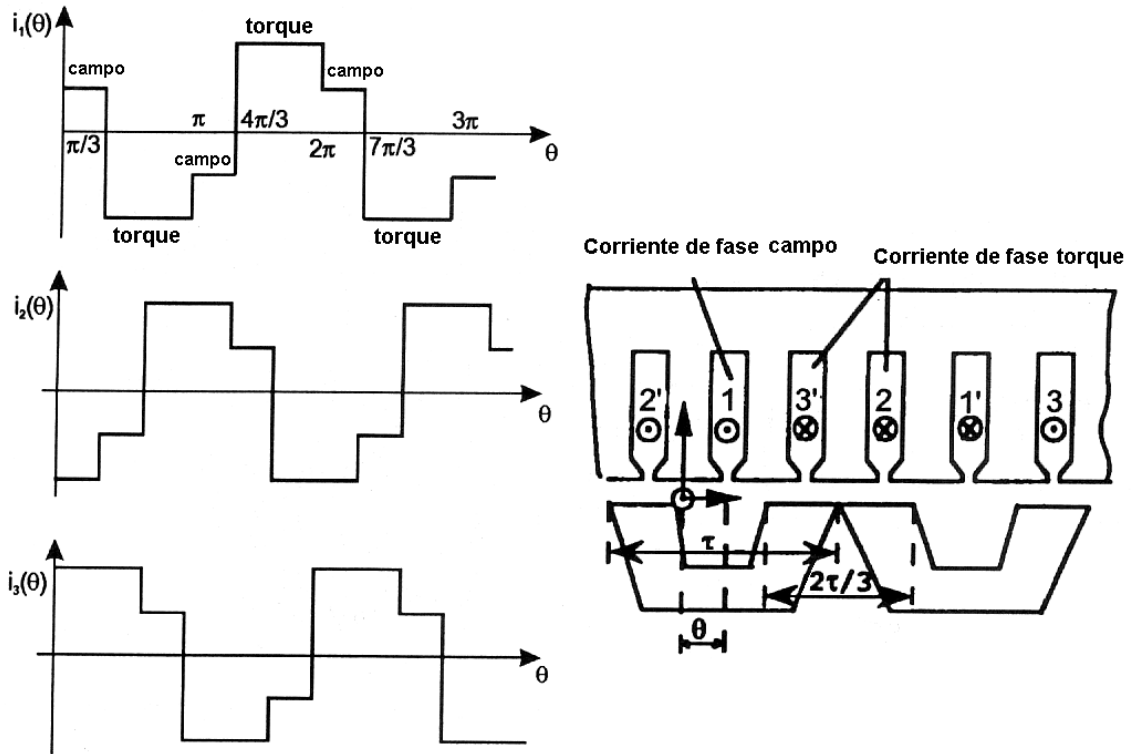 i₁(θ)
torque
campo
campo
π
4π/3
3π
π/3
campo
2π
7π/3
θ
torque
torque
i₂(θ)
θ
i₃(θ)
θ
Corriente de fase campo
Corriente de fase torque
2'
1
3'
2
1'
3
τ
2τ/3
θ